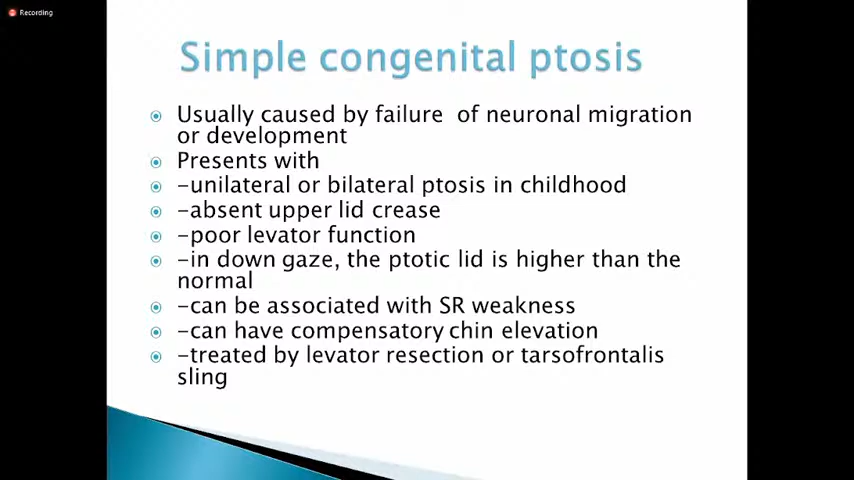 Recording
Simple congenital ptosis
Usually caused by failure of neuronal migration
or development
Presents with
-unilateral or bilateral ptosis in childhood
-absent upper lid crease
-poor levator function
-in down gaze, the ptotic lid is higher than the
normal
-can be associated with SR weakness
-can have compensatory chin elevation
-treated by levator resection or tarsofrontalis
sling